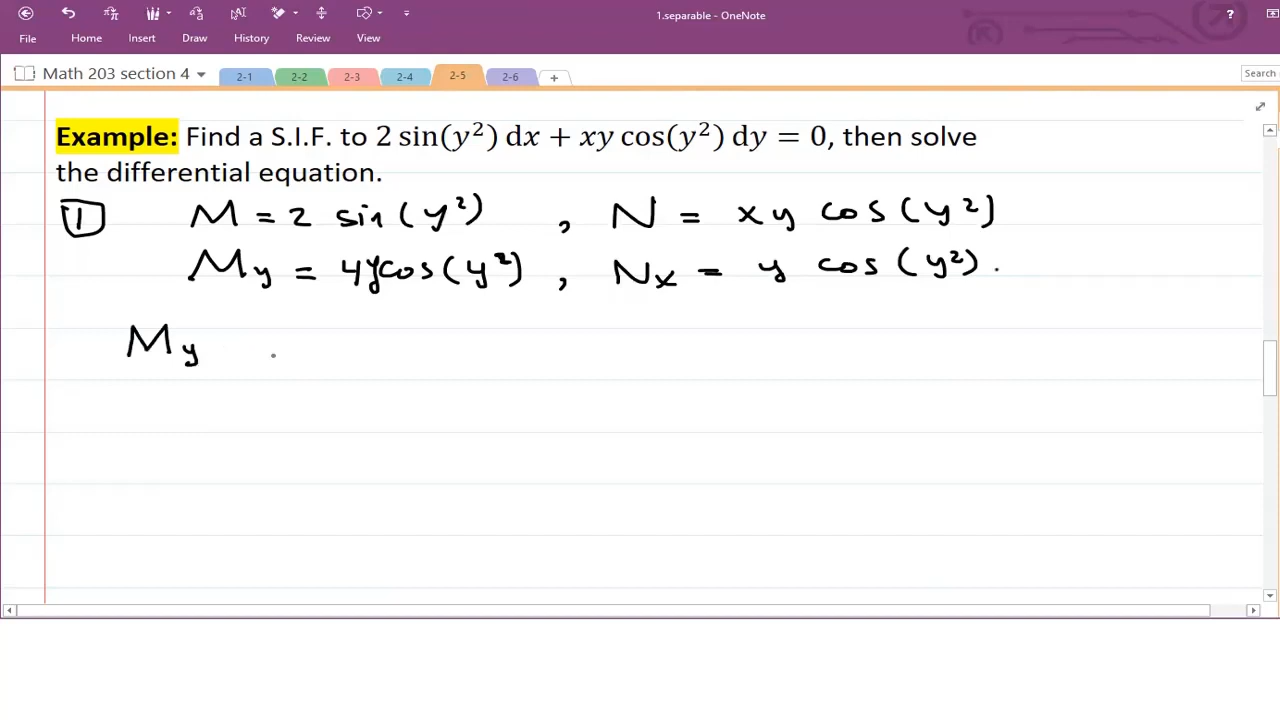 1.separable - OneNote
?
File Home Insert Draw History Review View
Math 203 section 4 2-1 2-2 2-3 2-4 2-5 2-6 + Search
Example: Find a S.I.F. to 2 sin(y²) dx + xy cos(y²) dy = 0, then solve
the differential equation.
1 M = 2 sin(y²) , N = xy cos(y²)
My = 4ycos(y²) , Nx = y cos(y²).
My